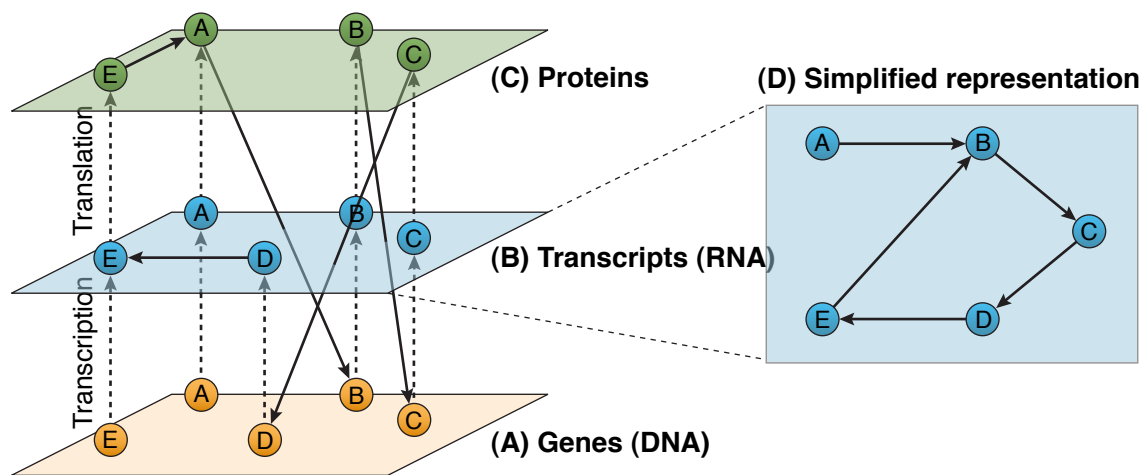 A
B
C
E
(C) Proteins
(D) Simplified representation
Translation
A
B
C
E
D
(B) Transcripts (RNA)
Transcription
A
B
C
E
D
(A) Genes (DNA)
A
B
C
E
D